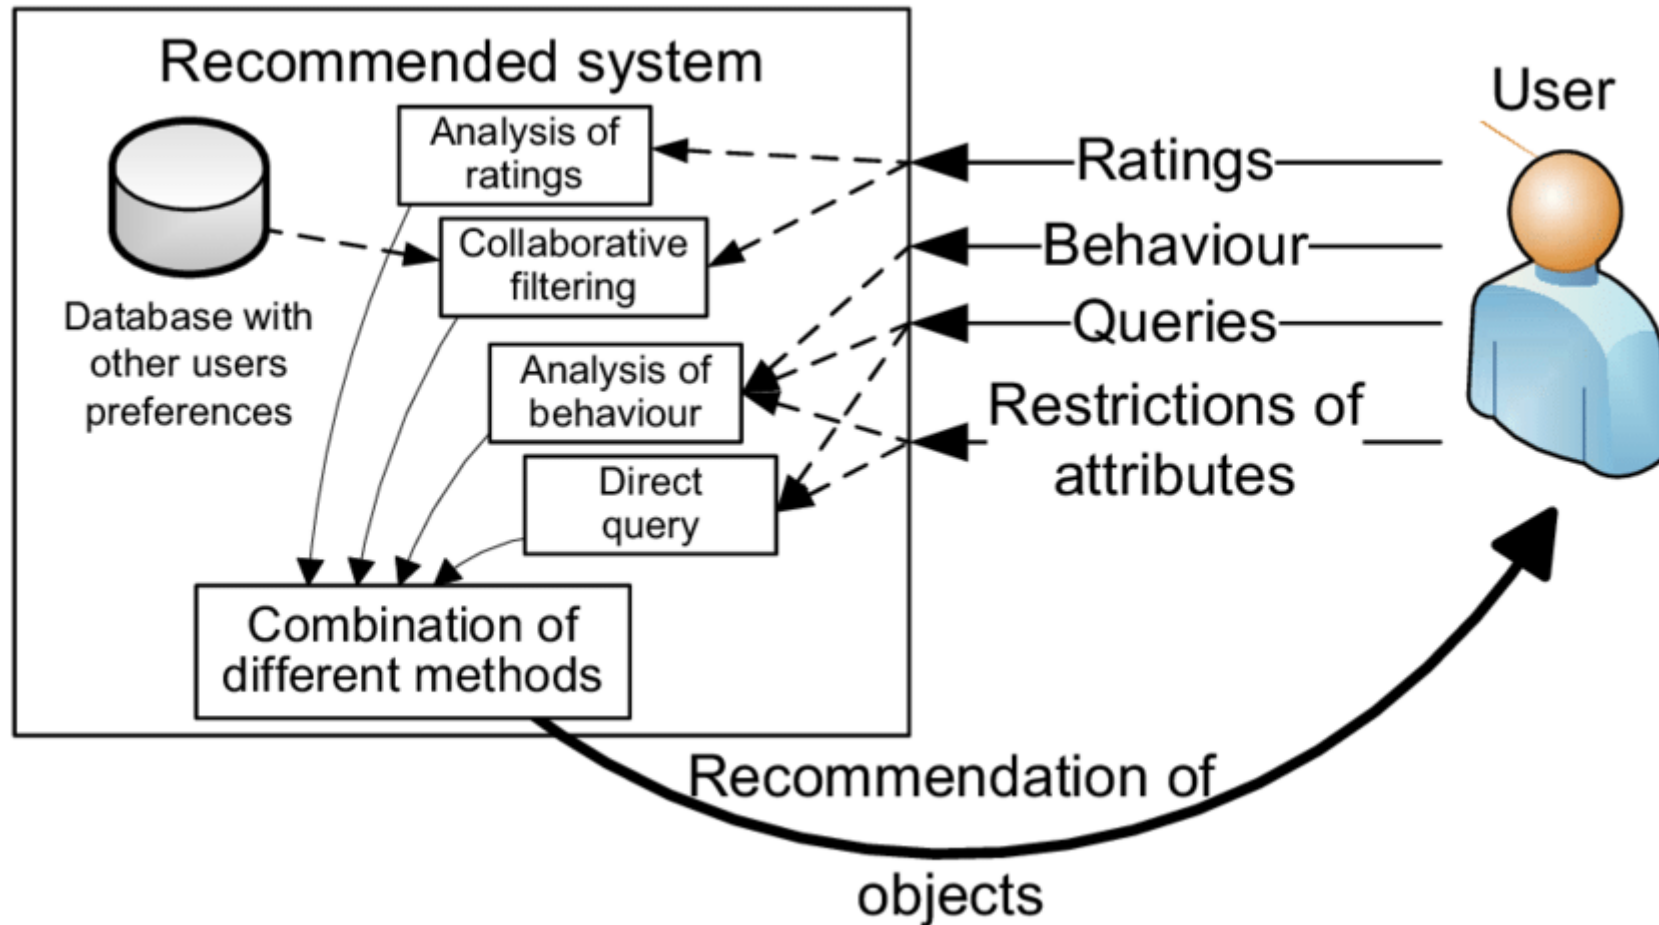 Recommended system
User
Analysis of
ratings
Ratings
Collaborative
filtering
Behaviour
Database with
other users
preferences
Queries
Analysis of
behaviour
Restrictions of
attributes
Direct
query
Combination of
different methods
Recommendation of
objects